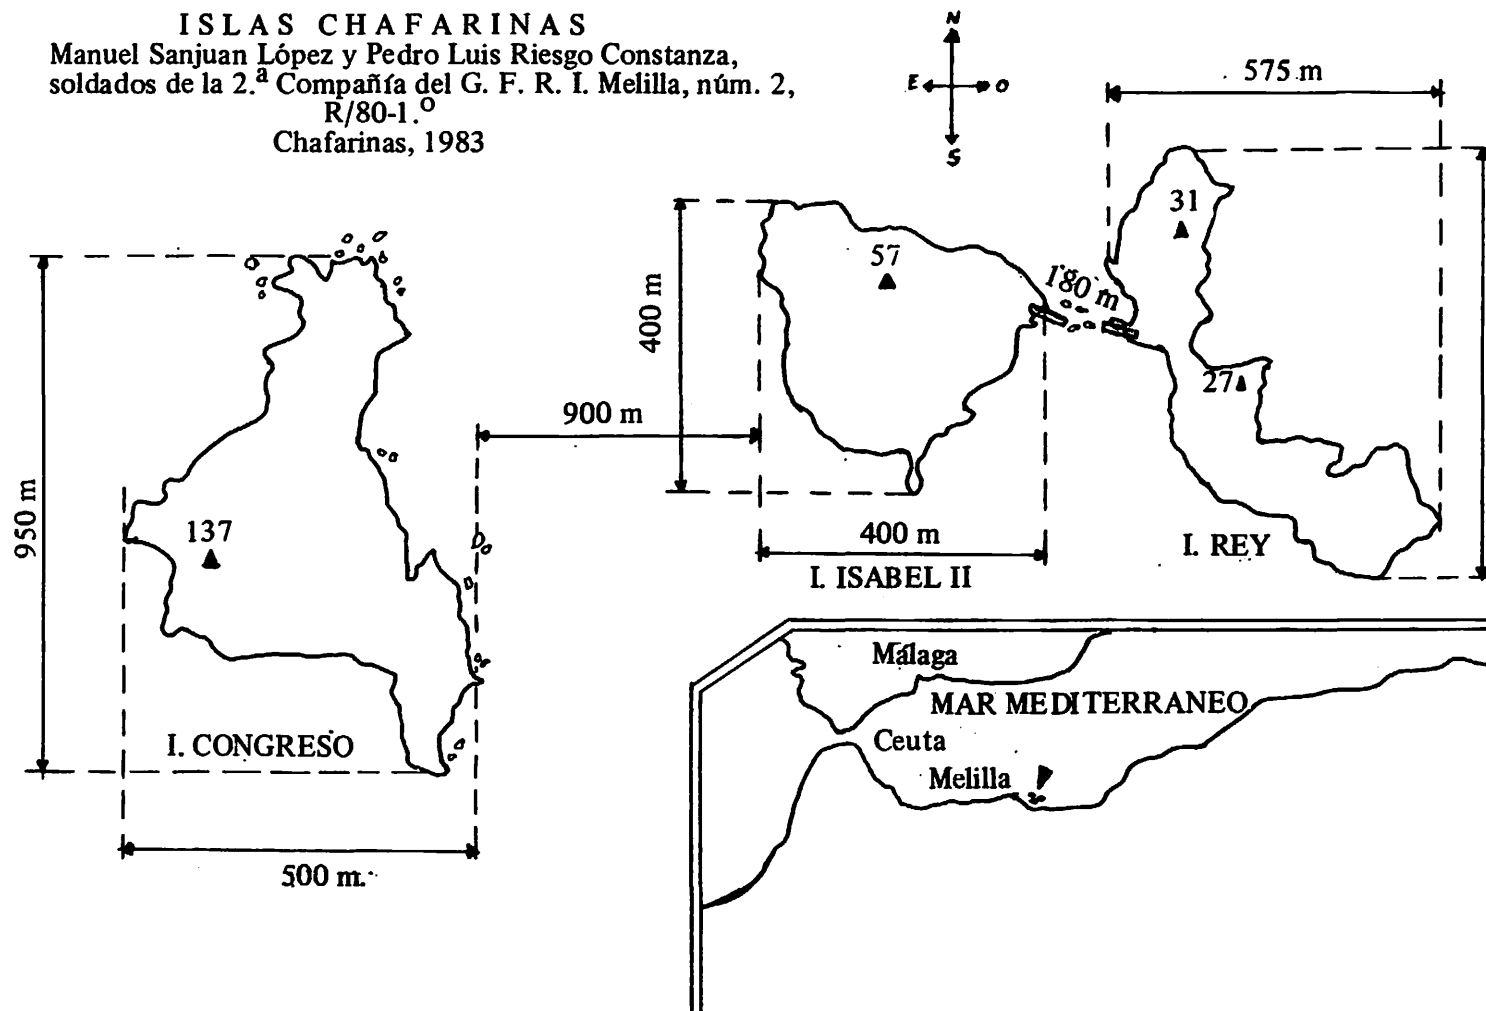 ISLAS CHAFARINAS
Manuel Sanjuan López y Pedro Luis Riesgo Constanza,
soldados de la 2.ª Compañía del G. F. R. I. Melilla, núm. 2,
R/80-1.º
Chafarinas, 1983
N
E O
S
575 m
31
57
180 m
400 m
27
900 m
950 m
137
400 m
I. REY
I. ISABEL II
I. CONGRESO
500 m.
Málaga
MAR MEDITERRANEO
Ceuta
Melilla